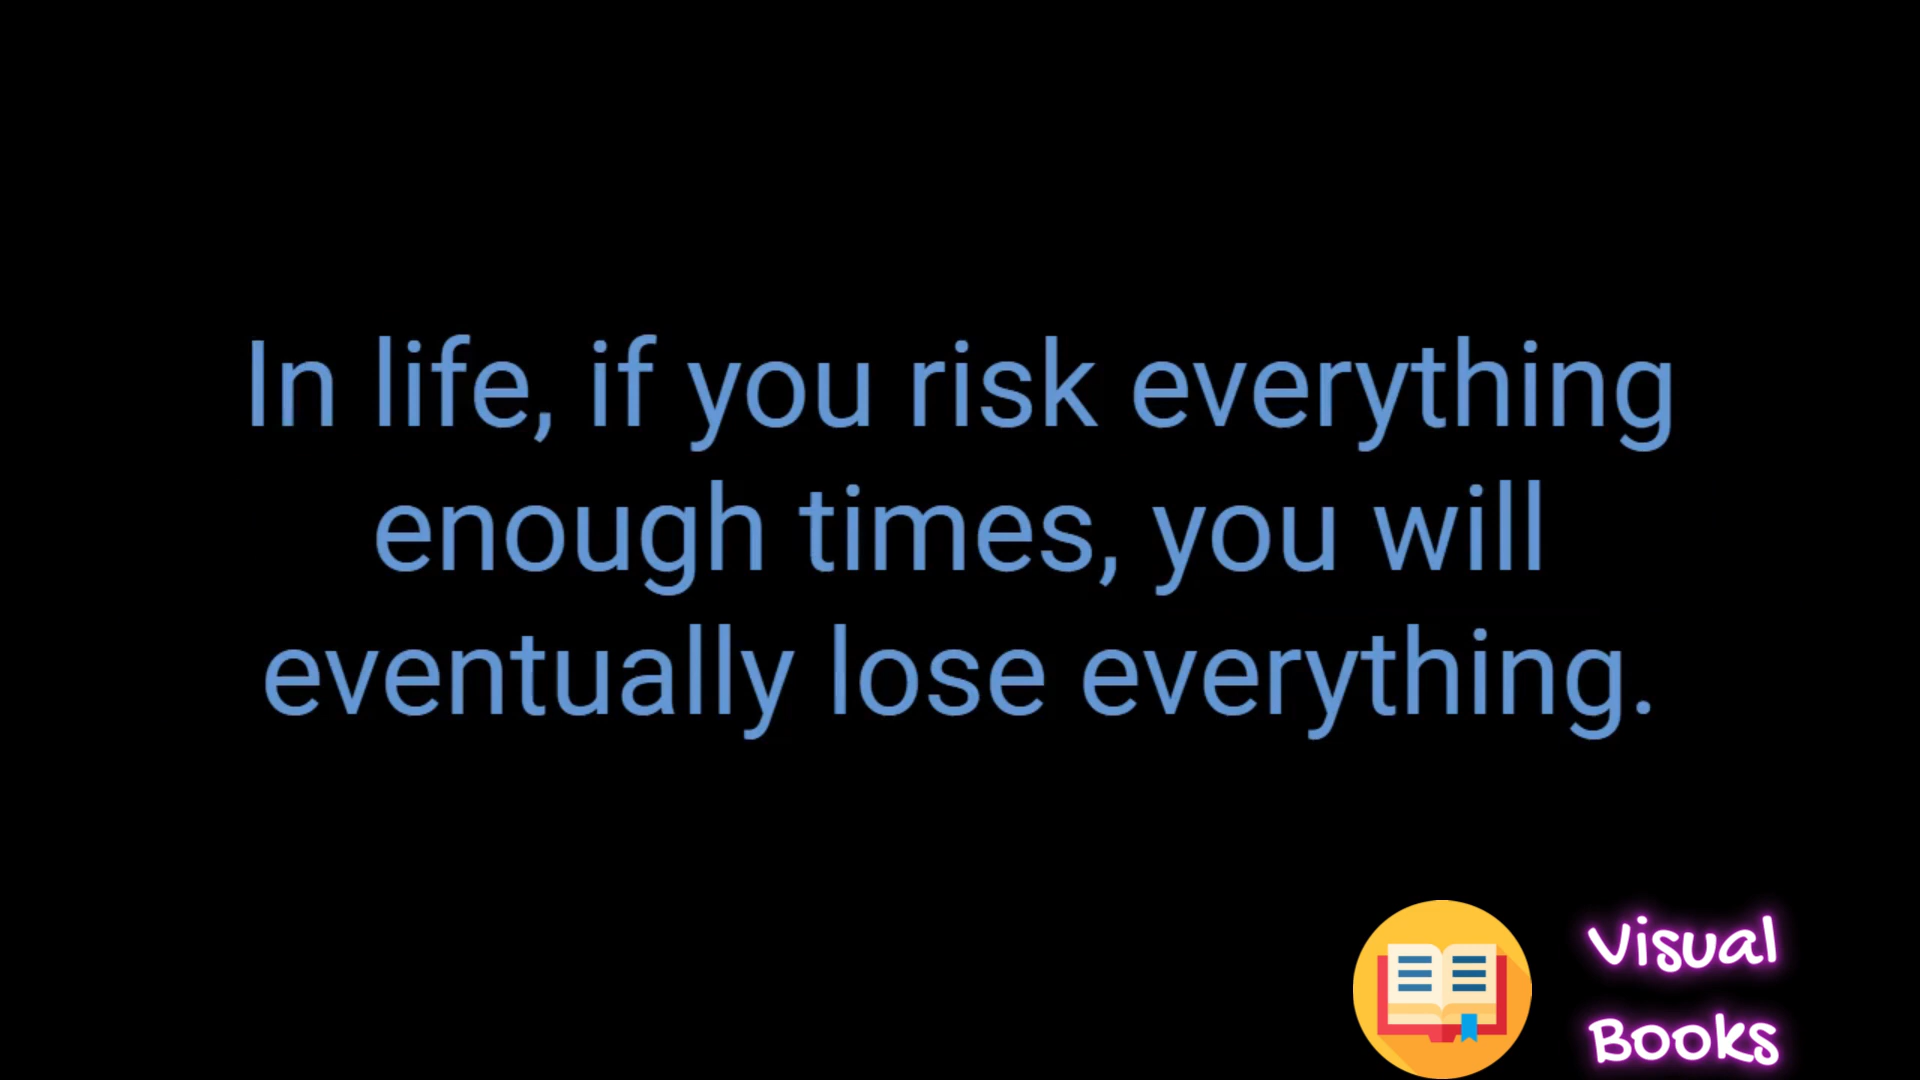 In life, if you risk everything
enough times, you will
eventually lose everything.
Visual
Books